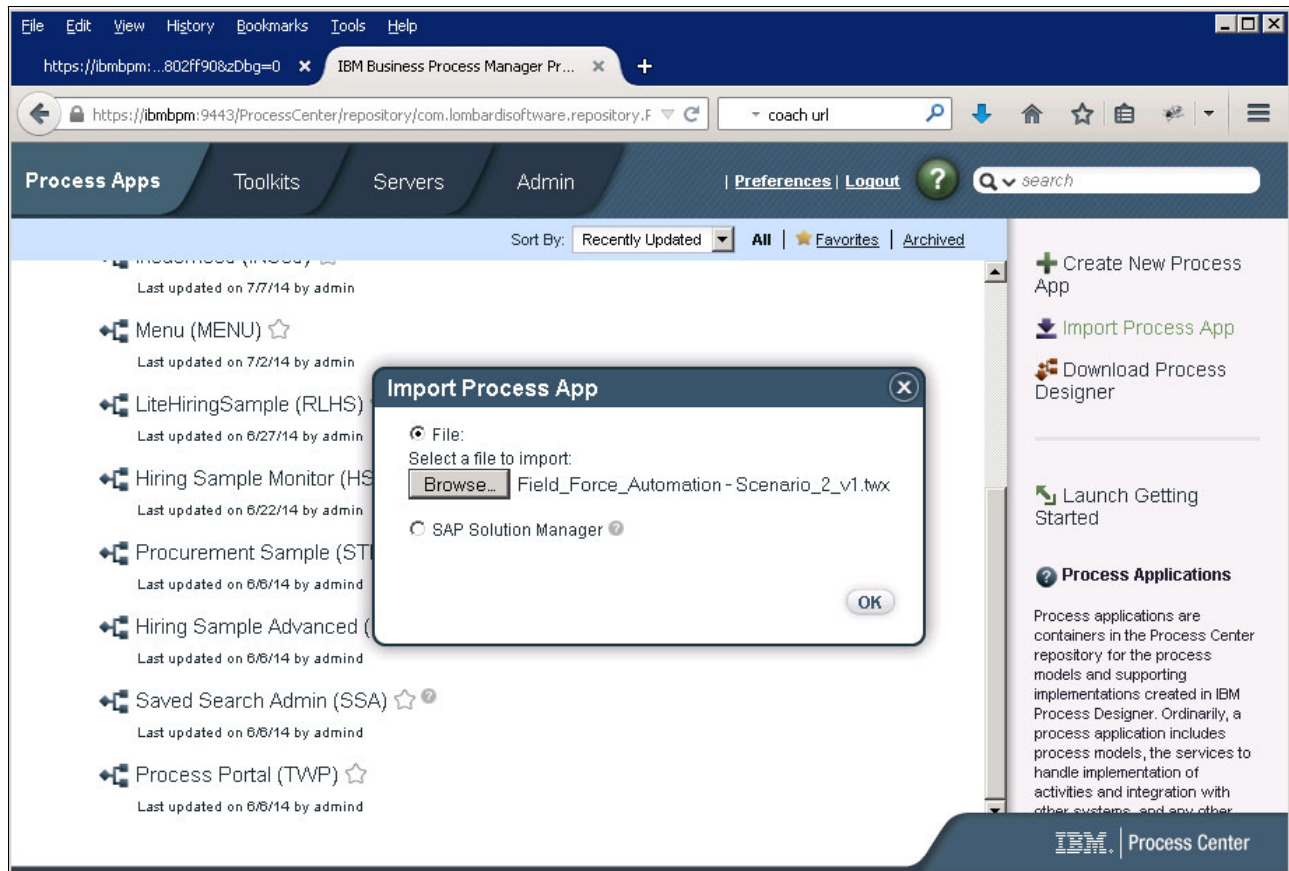 File Edit View History Bookmarks Tools Help
https://ibmbpm:...802ff908zDbg=0 IBM Business Process Manager Pr...
https://ibmbpm:9443/ProcessCenter/repository/com.lombardisoftware.repository.F coach url
Process Apps Toolkits Servers Admin | Preferences | Logout ? search
Sort By: Recently Updated All | Favorites | Archived
Last updated on 7/7/14 by admin
Menu (MENU)
Last updated on 7/2/14 by admin
LiteHiringSample (RLHS)
Last updated on 6/27/14 by admin
Hiring Sample Monitor (HS
Last updated on 6/22/14 by admin
Procurement Sample (ST
Last updated on 6/6/14 by admind
Hiring Sample Advanced (
Last updated on 6/6/14 by admind
Saved Search Admin (SSA)
Last updated on 6/6/14 by admind
Process Portal (TWP)
Last updated on 6/6/14 by admind
Import Process App
File:
Select a file to import:
Browse... Field_Force_Automation - Scenario_2_v1.twx
SAP Solution Manager
OK
Create New Process
App
Import Process App
Download Process
Designer
Launch Getting
Started
Process Applications
Process applications are
containers in the Process Center
repository for the process
models and supporting
implementations created in IBM
Process Designer. Ordinarily, a
process application includes
process models, the services to
handle implementation of
activities and integration with
other systems, and any other
IBM. | Process Center